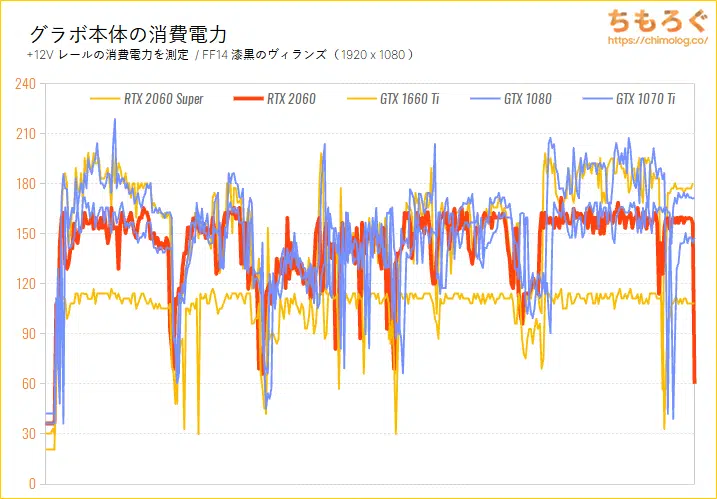 グラボ本体の消費電力
+12V レールの消費電力を測定 / FF14 漆黒のヴィランズ（1920 x 1080）
ちもろぐ
https://chimolog.co/
RTX 2060 Super
RTX 2060
GTX 1660 Ti
GTX 1080
GTX 1070 Ti
240
210
180
150
120
90
60
30
0